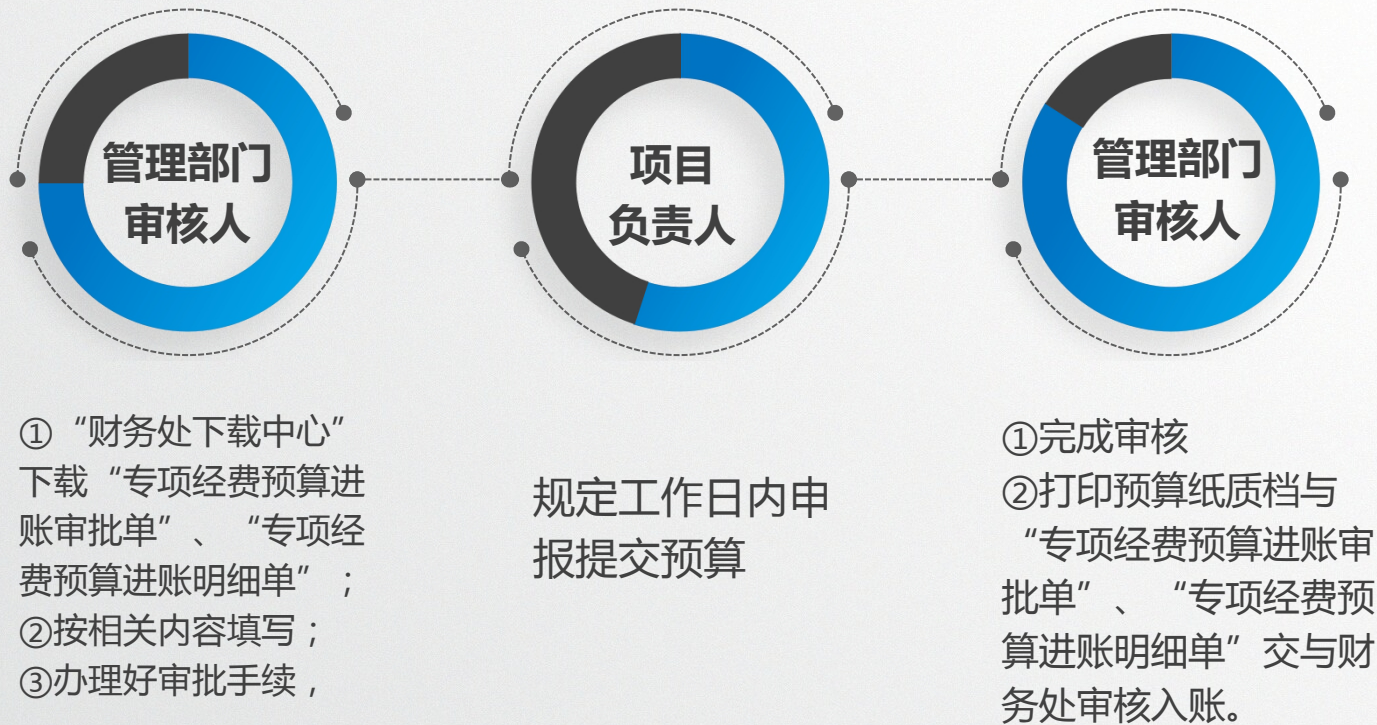 管理部门
审核人
项目
负责人
管理部门
审核人
①“财务处下载中心”
下载“专项经费预算进
账审批单”、“专项经
费预算进账明细单”；
②按相关内容填写；
③办理好审批手续，
规定工作日内申
报提交预算
①完成审核
②打印预算纸质档与
“专项经费预算进账审
批单”、“专项经费预
算进账明细单”交与财
务处审核入账。